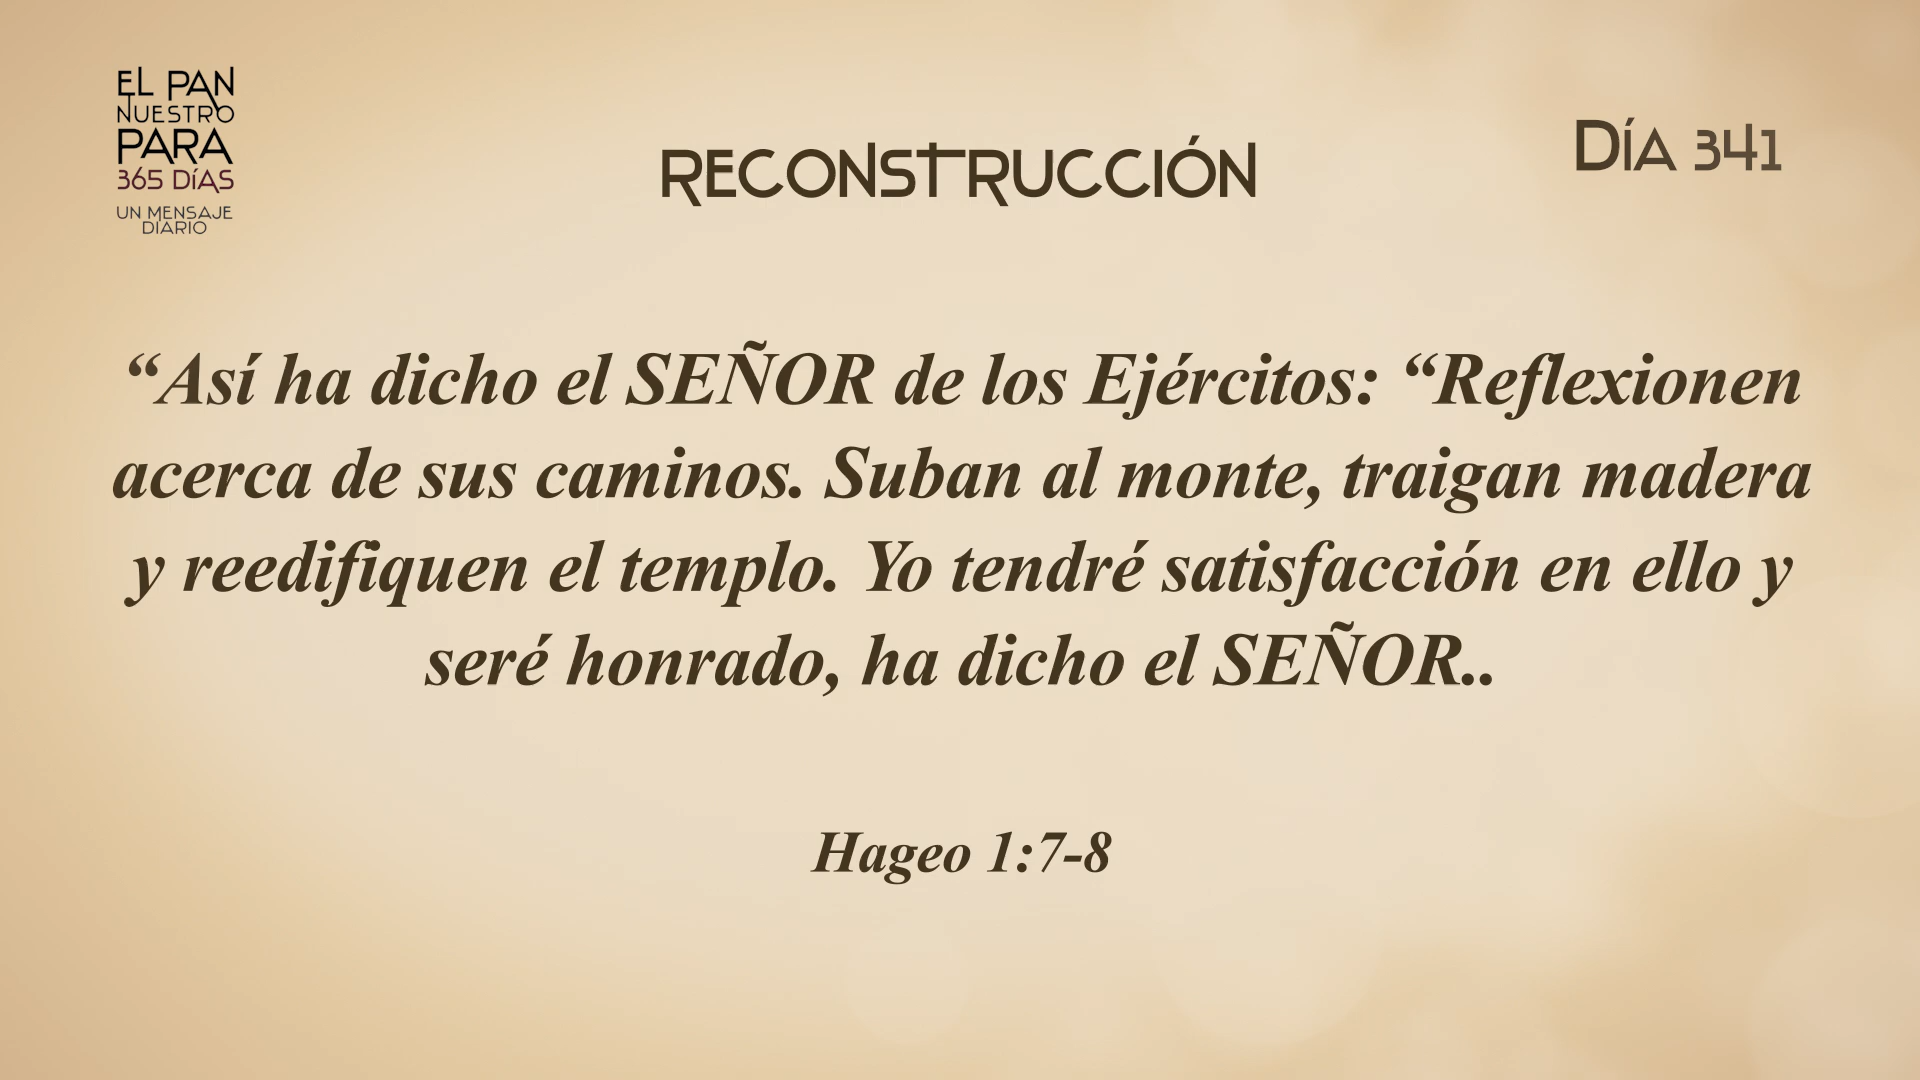 EL PAN
NUESTRO
PARA
365 DÍAS
UN MENSAJE
DIARIO
RECONSTRUCCIÓN
DÍA 341
“Así ha dicho el SEÑOR de los Ejércitos: “Reflexionen
acerca de sus caminos. Suban al monte, traigan madera
y reedifiquen el templo. Yo tendré satisfacción en ello y
seré honrado, ha dicho el SEÑOR..
Hageo 1:7-8